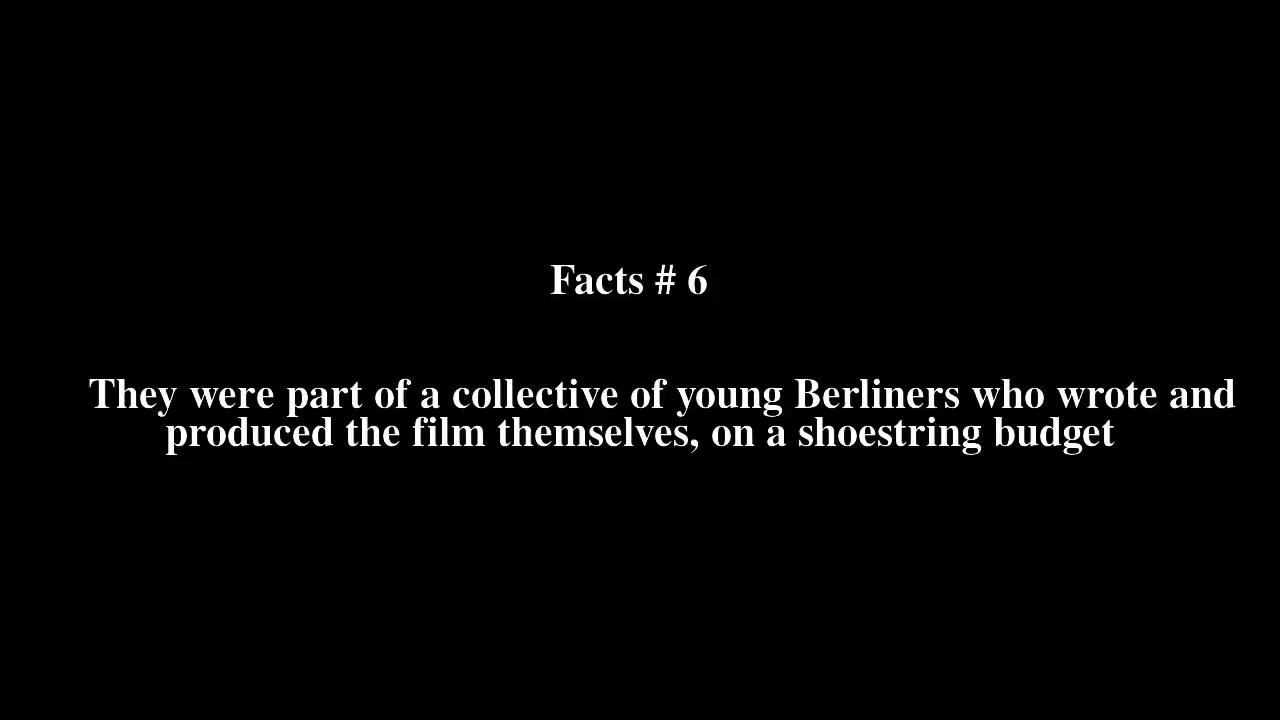 Facts # 6
They were part of a collective of young Berliners who wrote and
produced the film themselves, on a shoestring budget